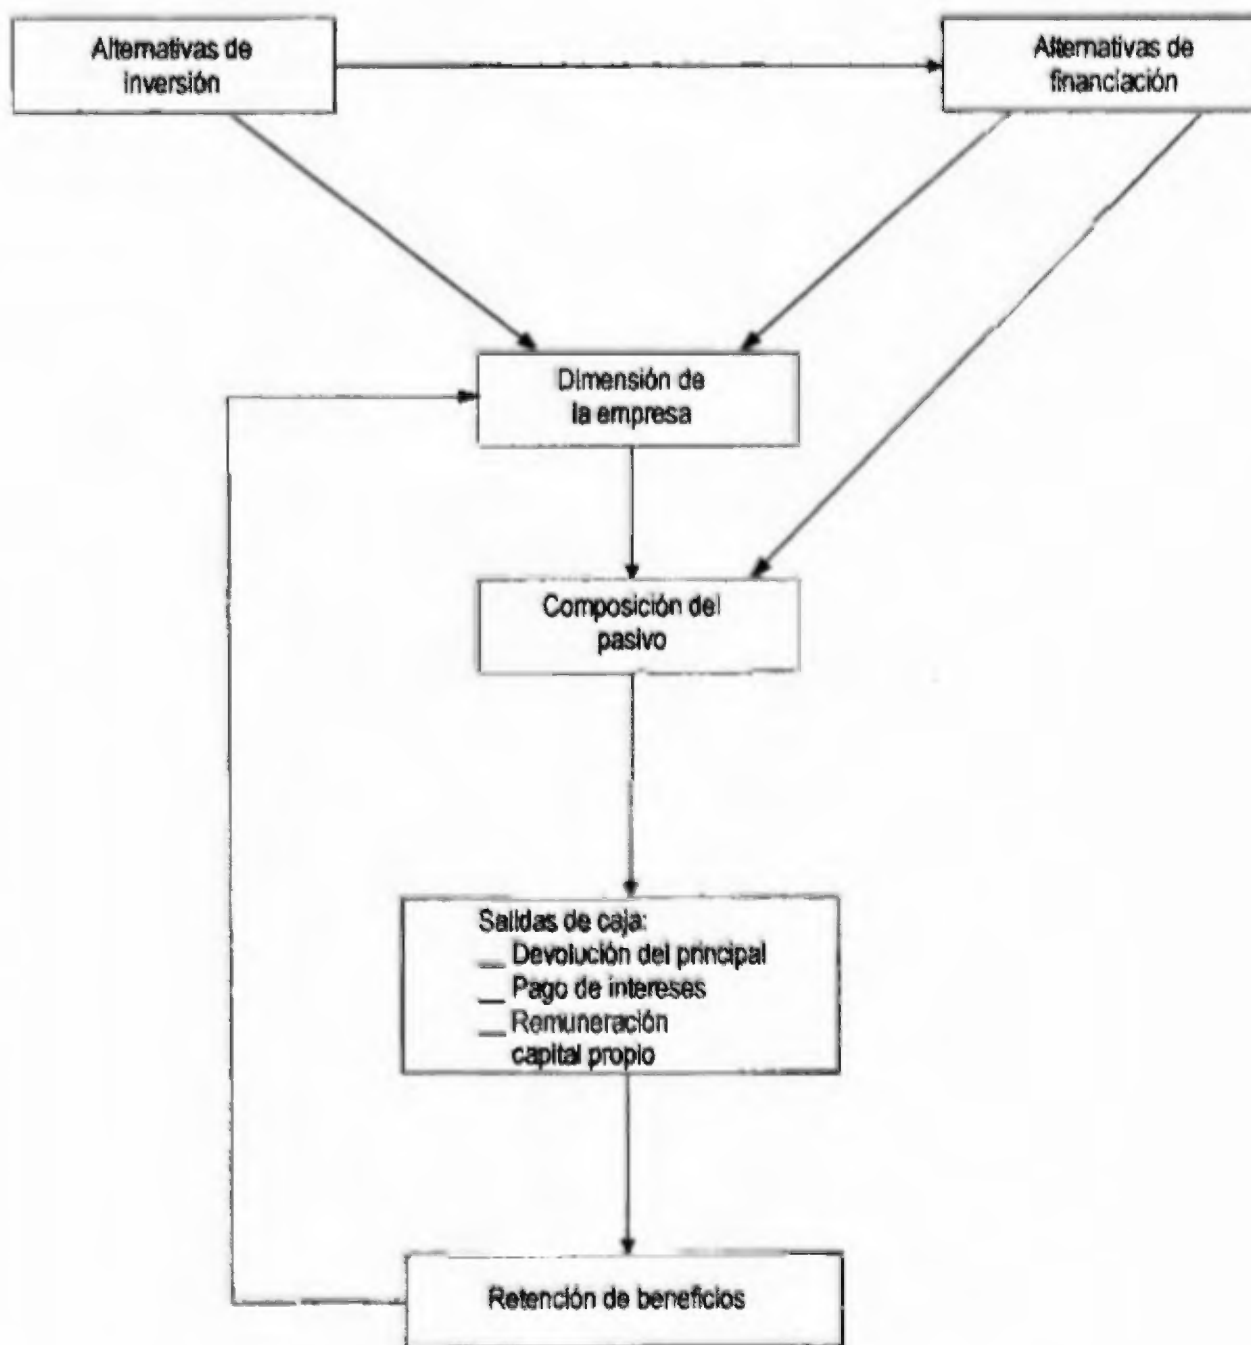 Alternativas de
inversión
Alternativas de
financiación
Dimensión de
la empresa
Composición del
pasivo
Salidas de caja:
__ Devolución del principal
__ Pago de intereses
__ Remuneración
capital propio
Retención de beneficios